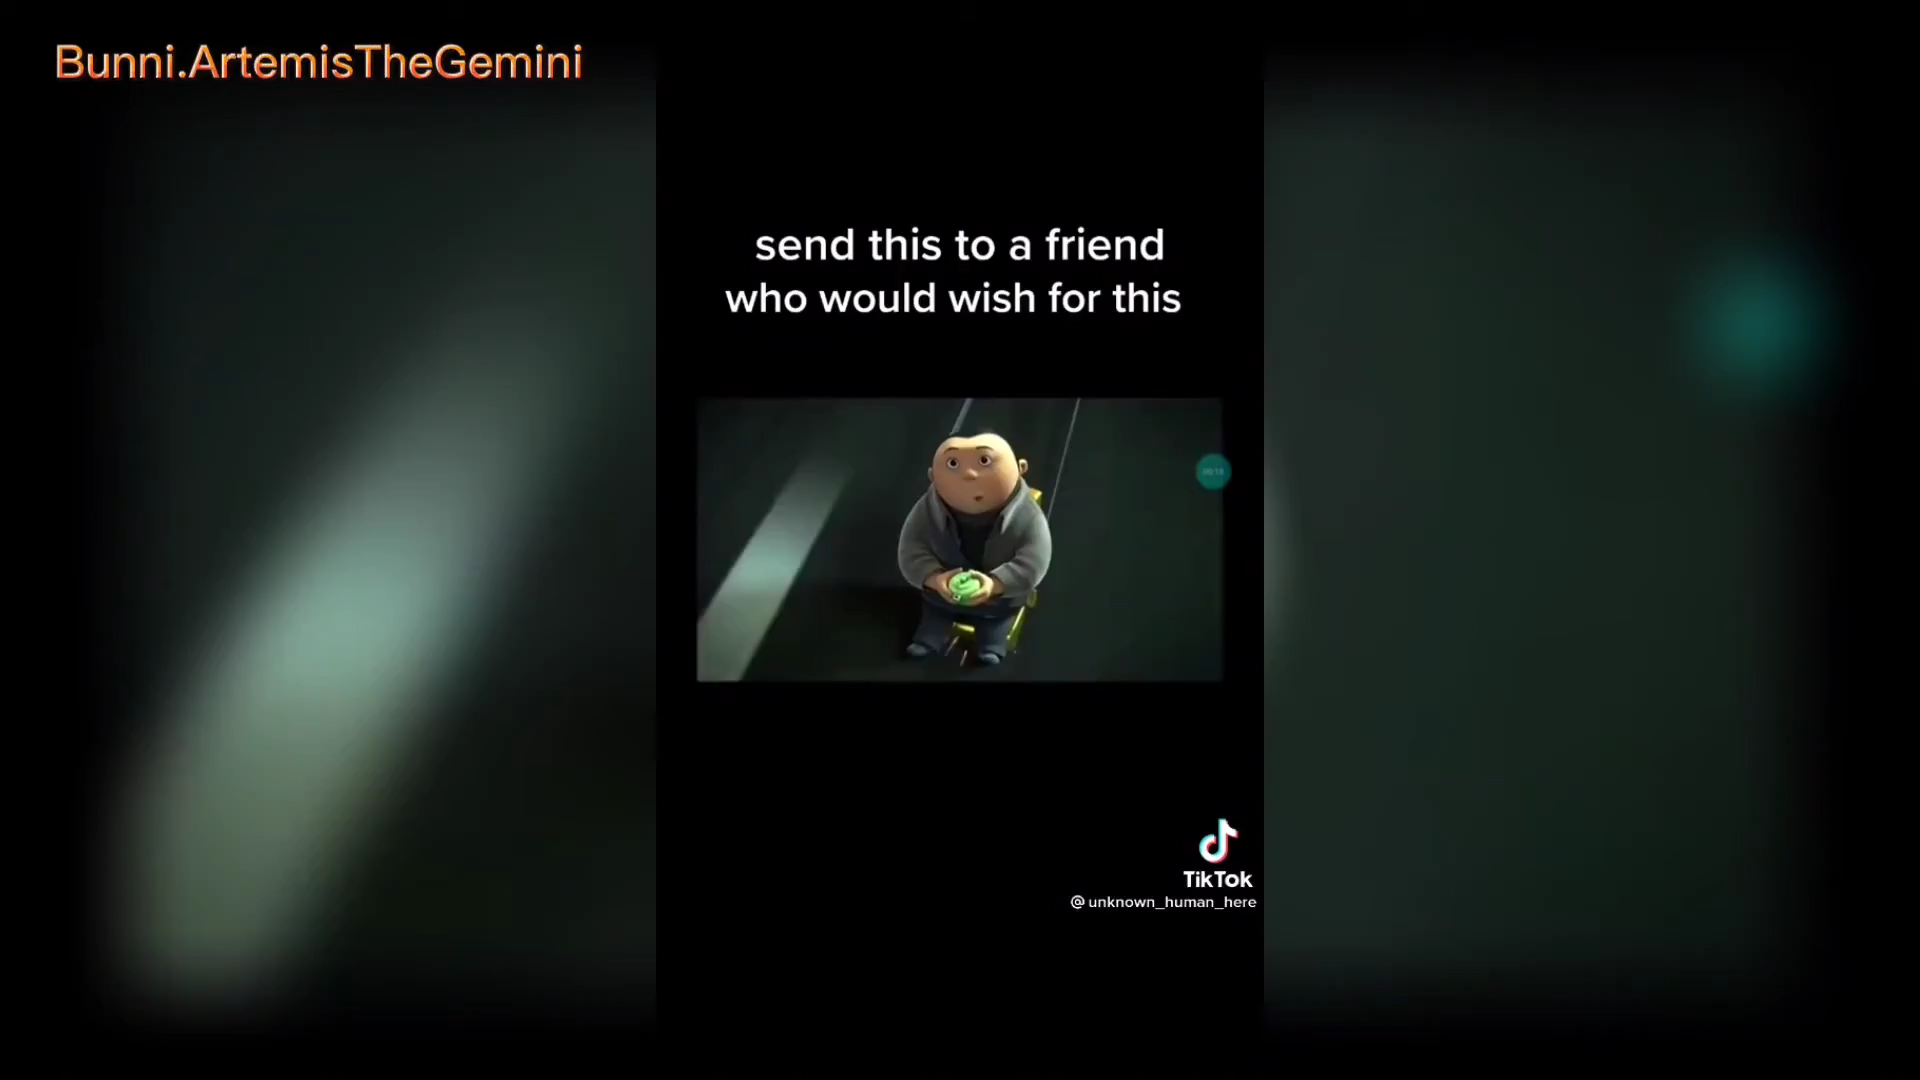 Bunni.ArtemisTheGemini
send this to a friend
who would wish for this
TikTok
@unknown_human_here